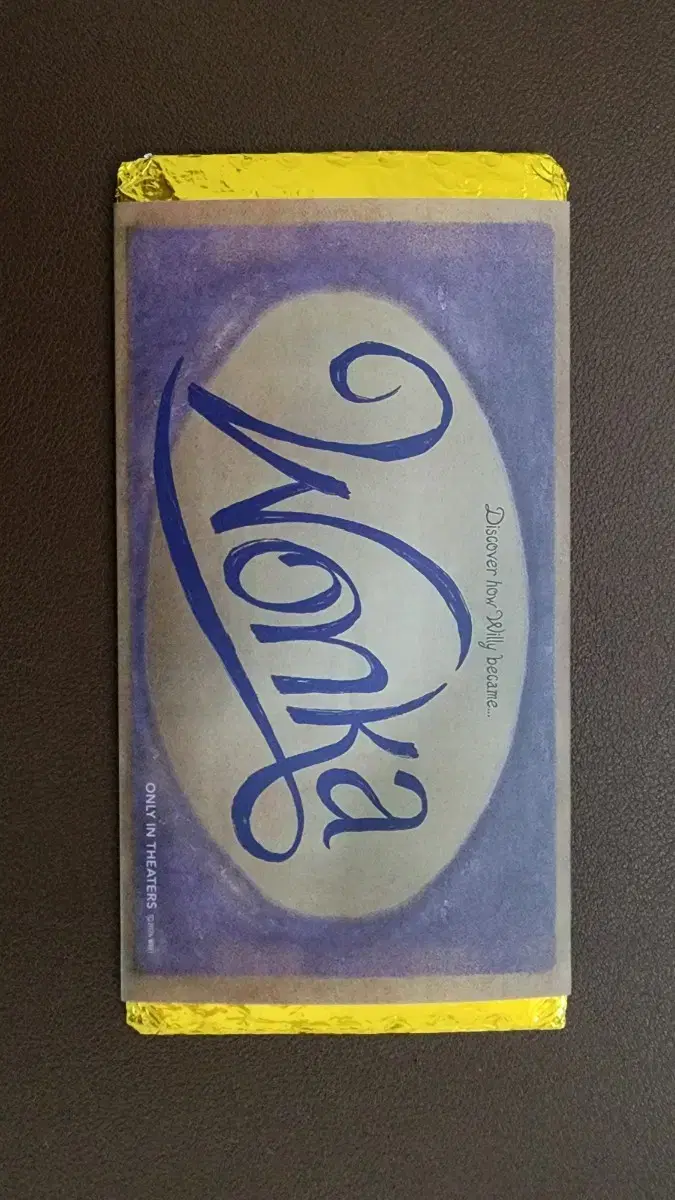 Discover how Willy became...
Wonka
ONLY IN THEATERS